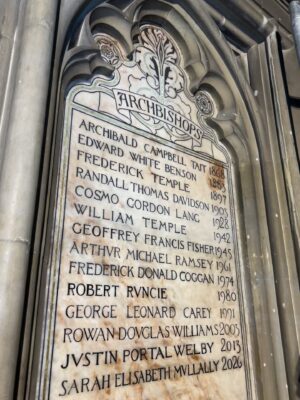 ARCHBISHOPS
ARCHIBALD CAMPBELL TAIT 1868
EDWARD WHITE BENSON 1883
FREDERICK TEMPLE 1897
RANDALL THOMAS DAVIDSON 1903
COSMO GORDON LANG 1928
WILLIAM TEMPLE 1942
GEOFFREY FRANCIS FISHER 1945
ARTHVR MICHAEL RAMSEY 1961
FREDERICK DONALD COGGAN 1974
ROBERT RVNCIE 1980
GEORGE LEONARD CAREY 1991
ROWAN DOVGLAS WILLIAMS 2003
JVSTIN PORTAL WELBY 2013
SARAH ELISABETH MVLLALLY 2026